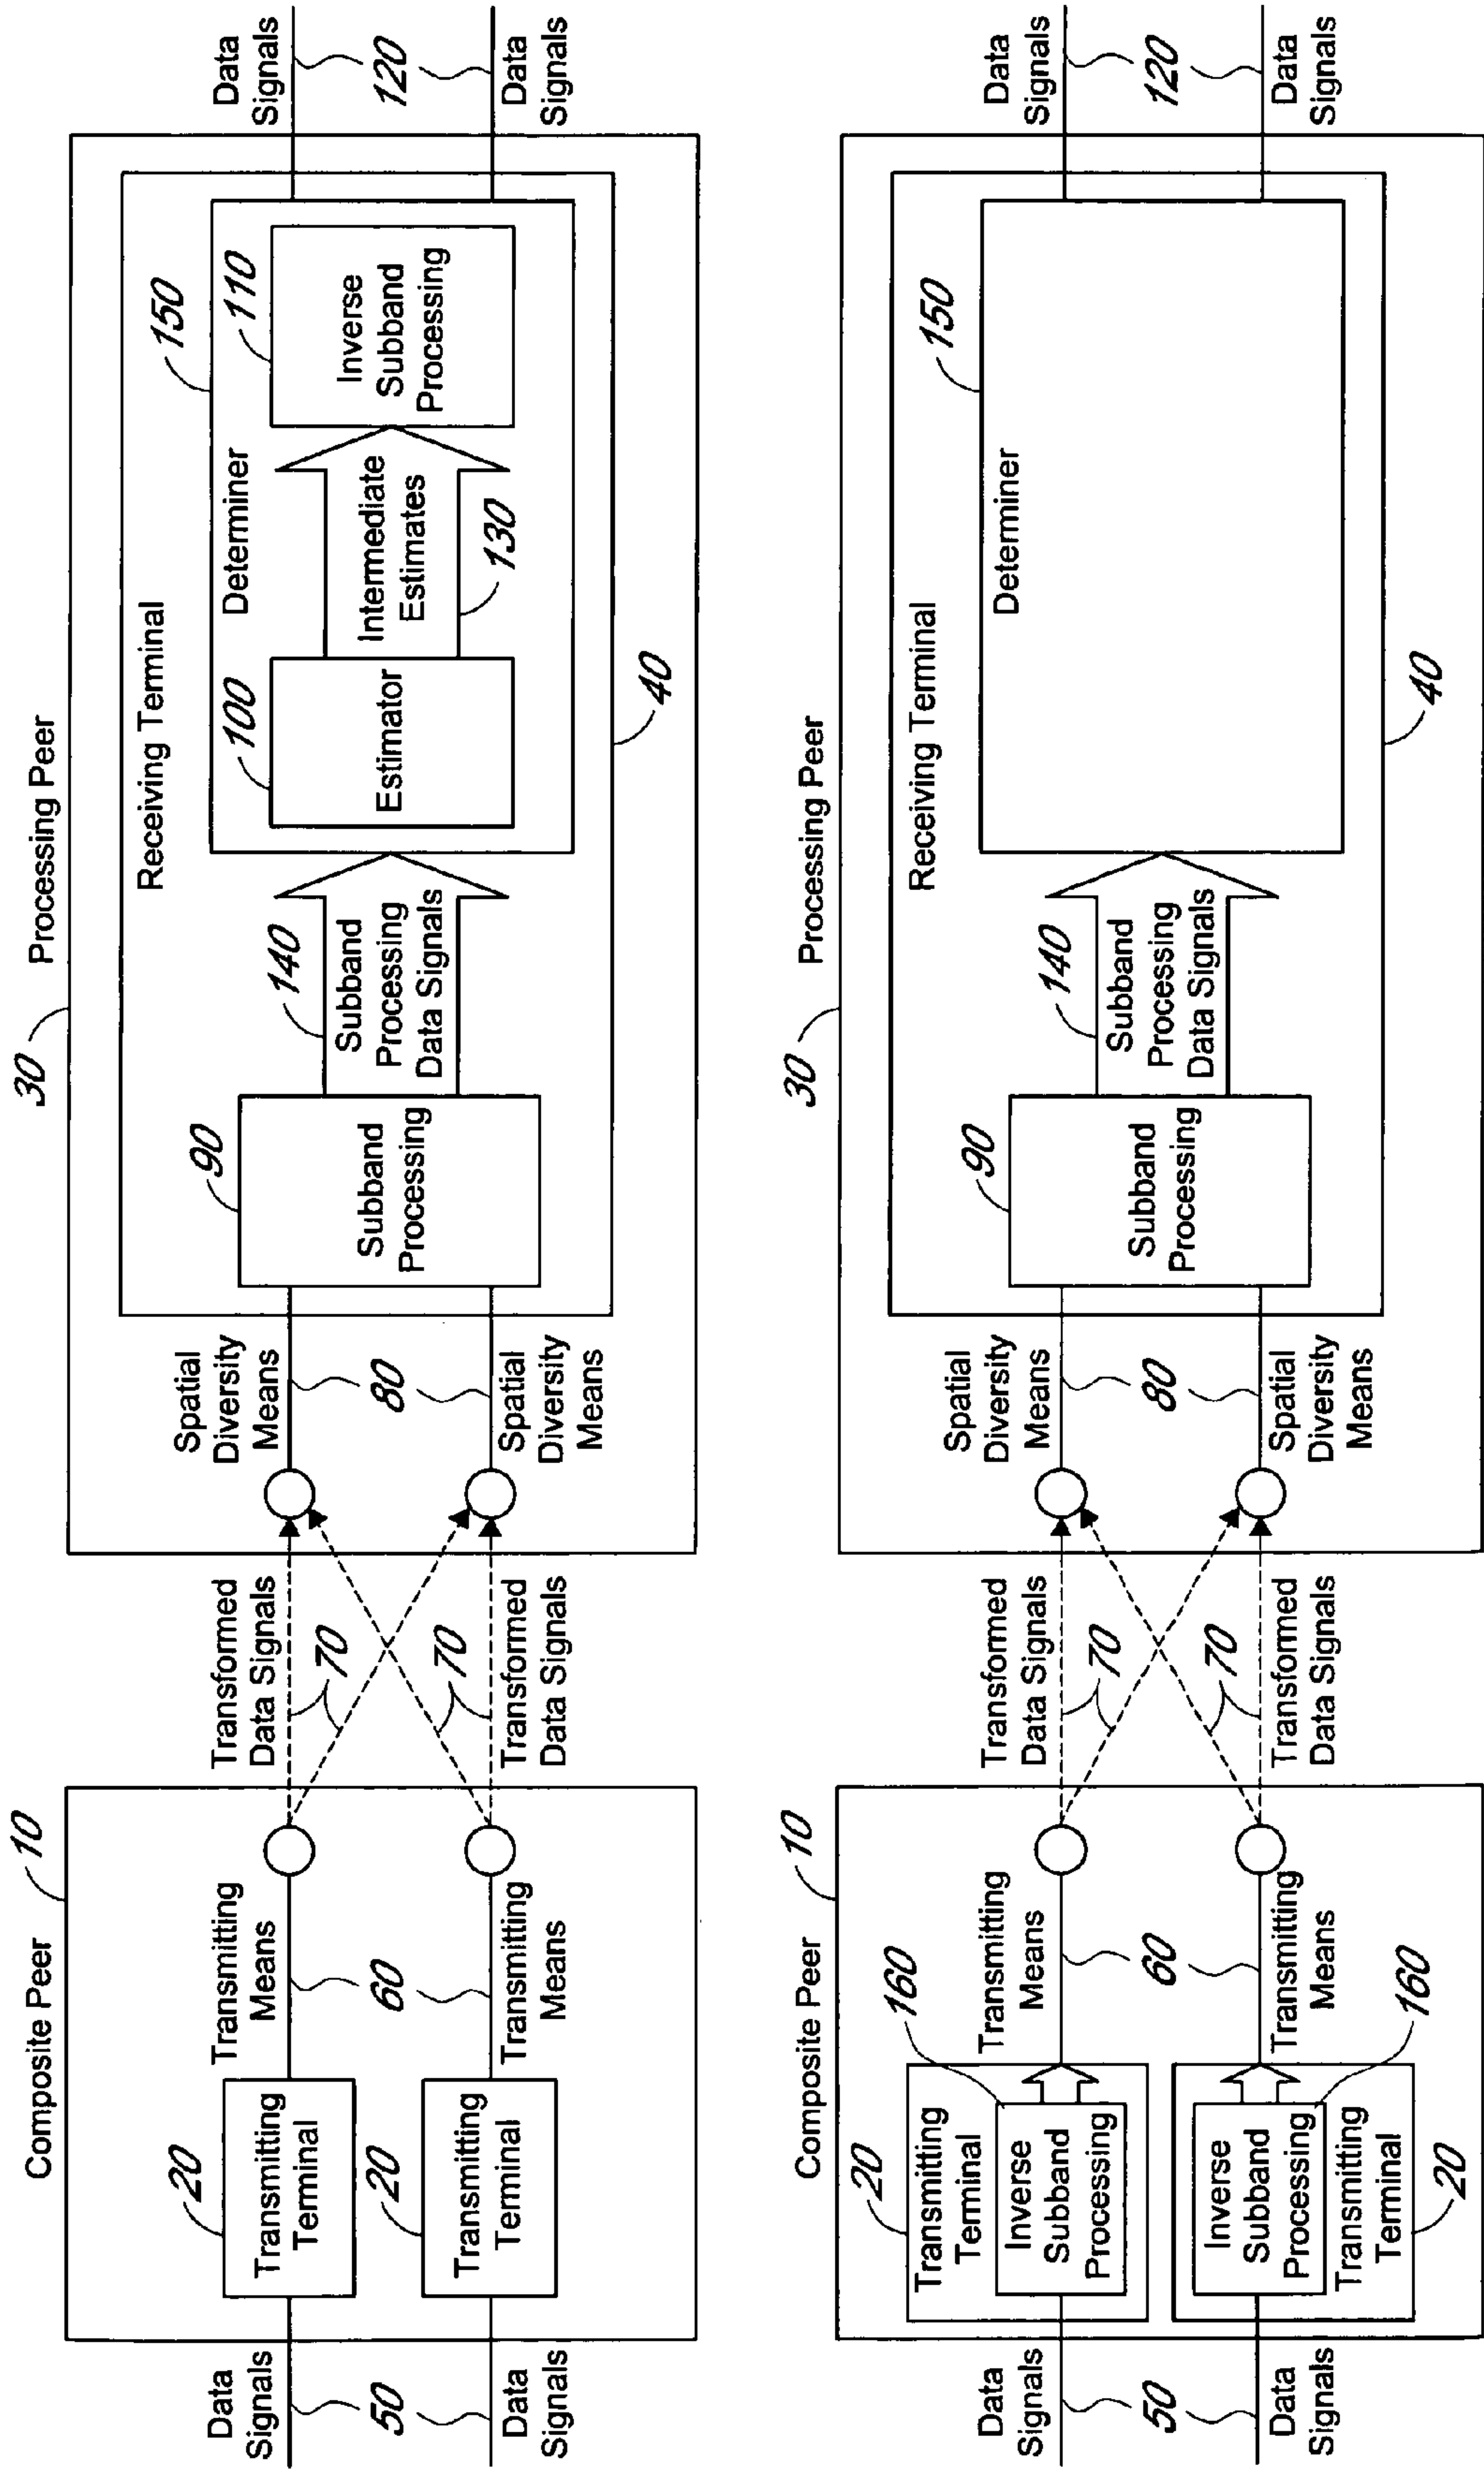 Composite Peer
10
Data
Signals
50
Data
Signals
20
Transmitting
Terminal
20
Transmitting
Terminal
Transmitting
Means
60
Transmitting
Means
Transformed
Data Signals
70
70
Transformed
Data Signals
30
Processing Peer
Spatial
Diversity
Means
80
Spatial
Diversity
Means
Receiving Terminal
90
Subband
Processing
140
Subband
Processing
Data Signals
Determiner
150
100
Estimator
Intermediate
Estimates
130
110
Inverse
Subband
Processing
40
Data
Signals
120
Data
Signals
Composite Peer
10
Data
Signals
50
Data
Signals
20
Transmitting
Terminal
Inverse
Subband
Processing
160
Inverse
Subband
Processing
Transmitting
Terminal
20
160
Transmitting
Means
60
Transmitting
Means
Transformed
Data Signals
70
70
Transformed
Data Signals
30
Processing Peer
Spatial
Diversity
Means
80
Spatial
Diversity
Means
Receiving Terminal
90
Subband
Processing
140
Subband
Processing
Data Signals
Determiner
150
40
Data
Signals
120
Data
Signals